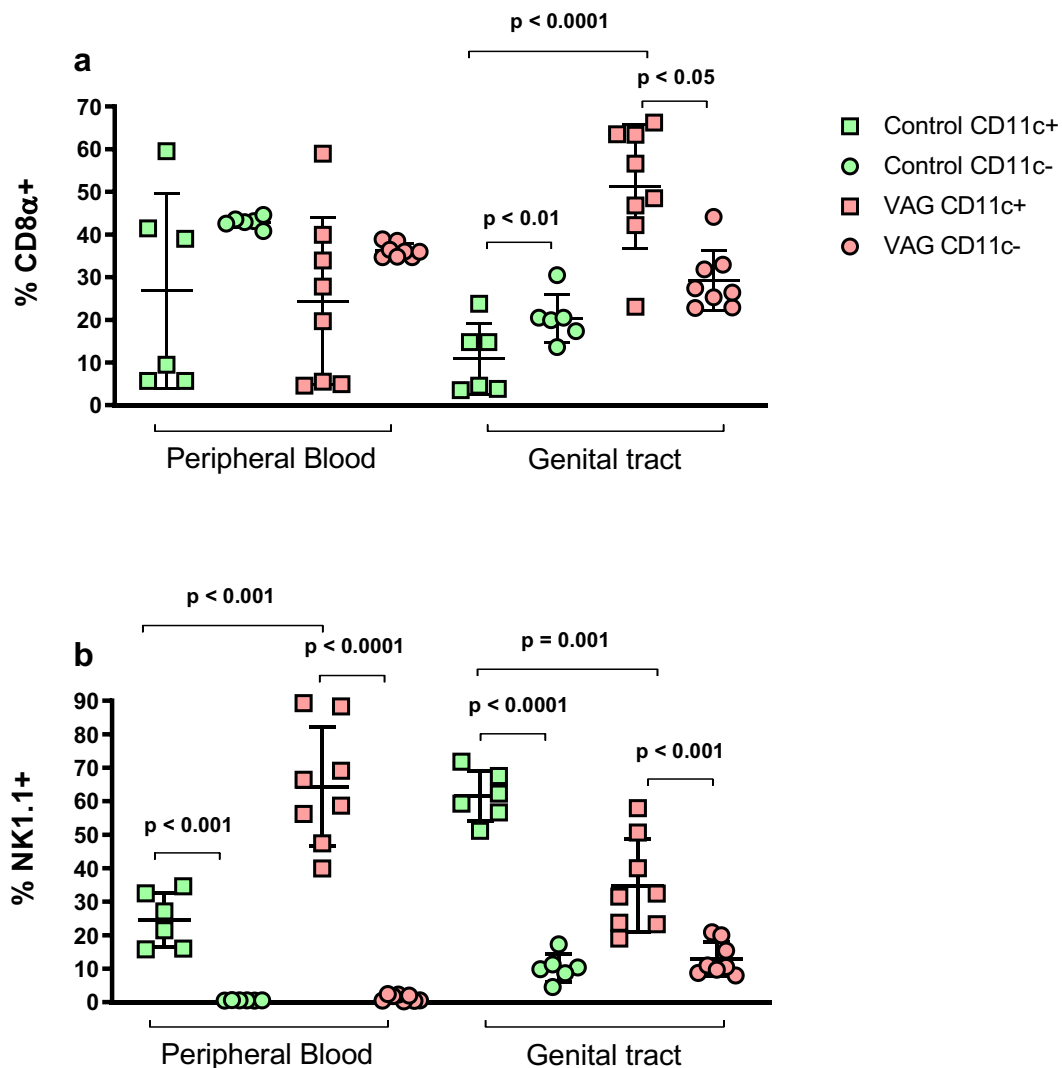 p < 0.0001
a
p < 0.05
p < 0.01
% CD8α+
70
60
50
40
30
20
10
0
Peripheral Blood
Genital tract
Control CD11c+
Control CD11c-
VAG CD11c+
VAG CD11c-
p < 0.001
p = 0.001
b
p < 0.0001
p < 0.0001
p < 0.001
p < 0.001
% NK1.1+
90
80
70
60
50
40
30
20
10
0
Peripheral Blood
Genital tract